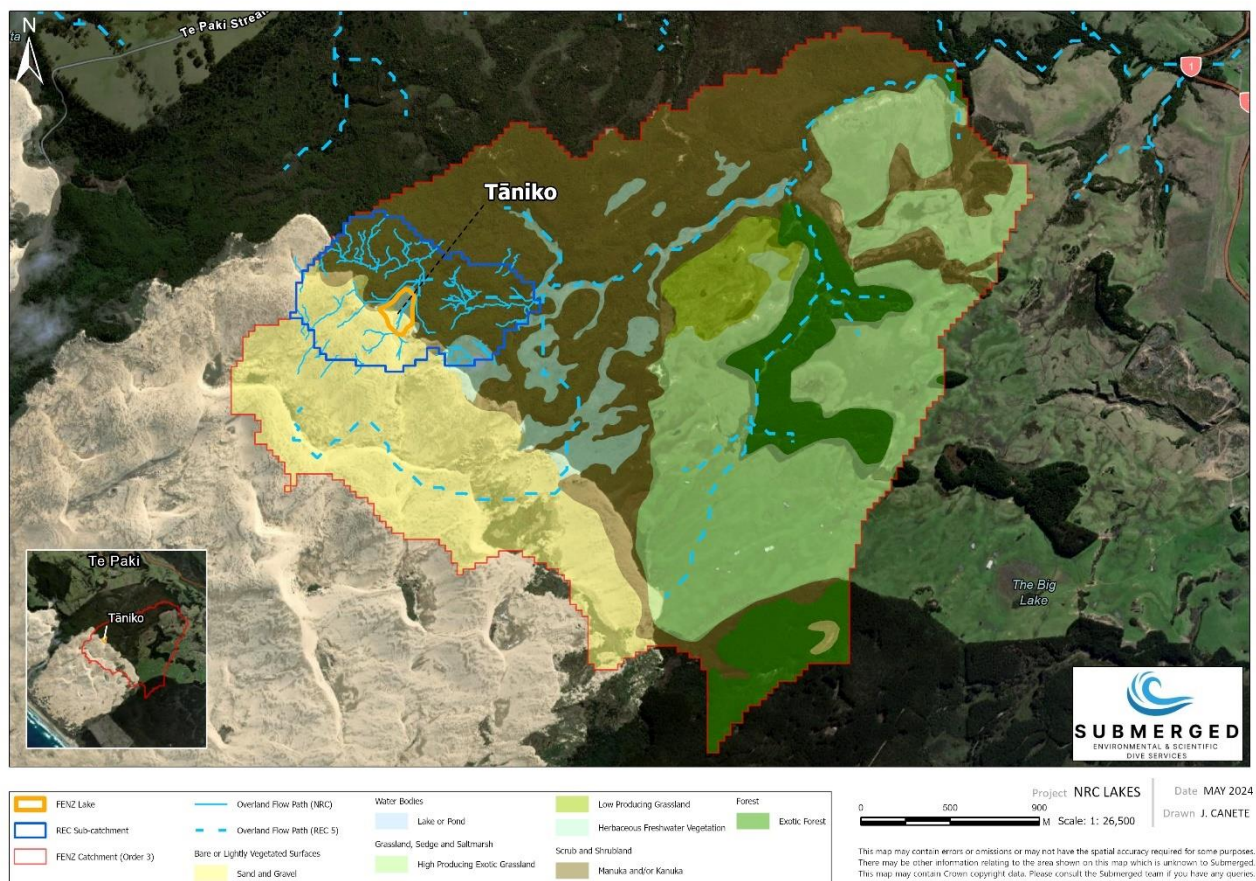 N
Te Paki Stream
Tāniko
1
The Big
Lake
Te Paki
Tāniko
SUBMERGED
ENVIRONMENTAL & SCIENTIFIC
DIVE SERVICES
FENZ Lake
REC Sub-catchment
FENZ Catchment (Order 3)
Overland Flow Path (NRC)
Overland Flow Path (REC 5)
Bare or Lightly Vegetated Surfaces
Sand and Gravel
Water Bodies
Lake or Pond
Grassland, Sedge and Saltmarsh
High Producing Exotic Grassland
Low Producing Grassland
Herbaceous Freshwater Vegetation
Scrub and Shrubland
Manuka and/or Kanuka
Forest
Exotic Forest
0 500 900
M Scale: 1: 26,500
Project NRC LAKES
Date MAY 2024
Drawn J. CANETE
This map may contain errors or omissions or may not have the spatial accuracy required for some purposes.
There may be other information relating to the area shown on this map which is unknown to Submerged.
This map may contain Crown copyright data. Please consult the Submerged team if you have any queries.